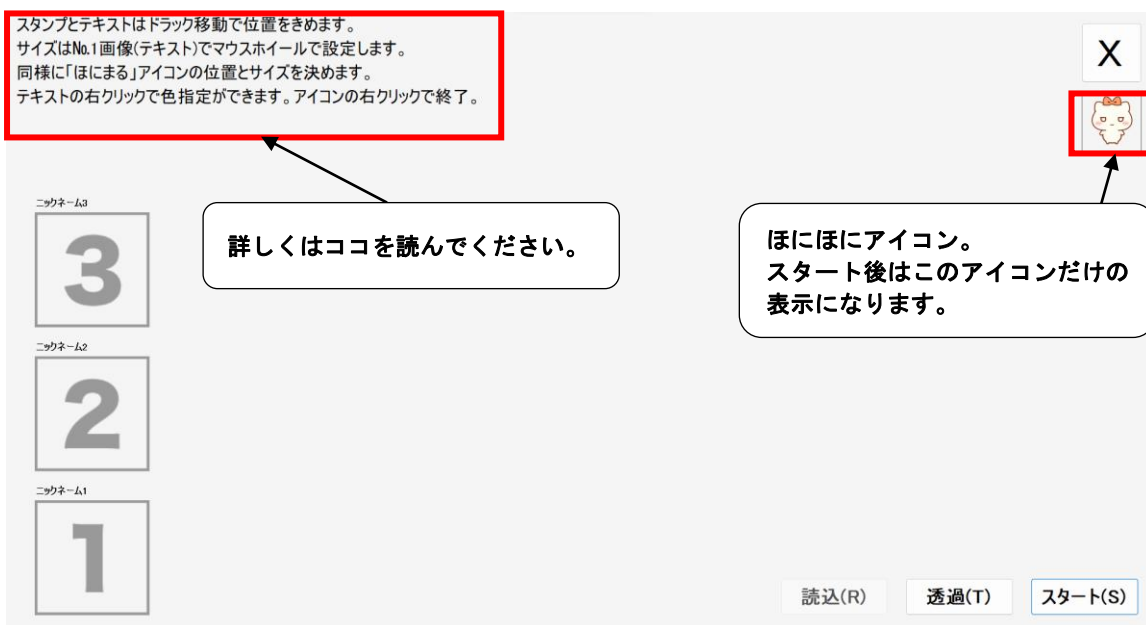 スタンプとテキストはドラック移動で位置をきめます。
サイズは№1画像(テキスト)でマウスホイールで設定します。
同様に「ほにまる」アイコンの位置とサイズを決めます。
テキストの右クリックで色指定ができます。アイコンの右クリックで終了。
X
ニックネーム3
3
詳しくはココを読んでください。
ほにほにアイコン。
スタート後はこのアイコンだけの
表示になります。
ニックネーム2
2
ニックネーム1
1
読込(R)
透過(T)
スタート(S)